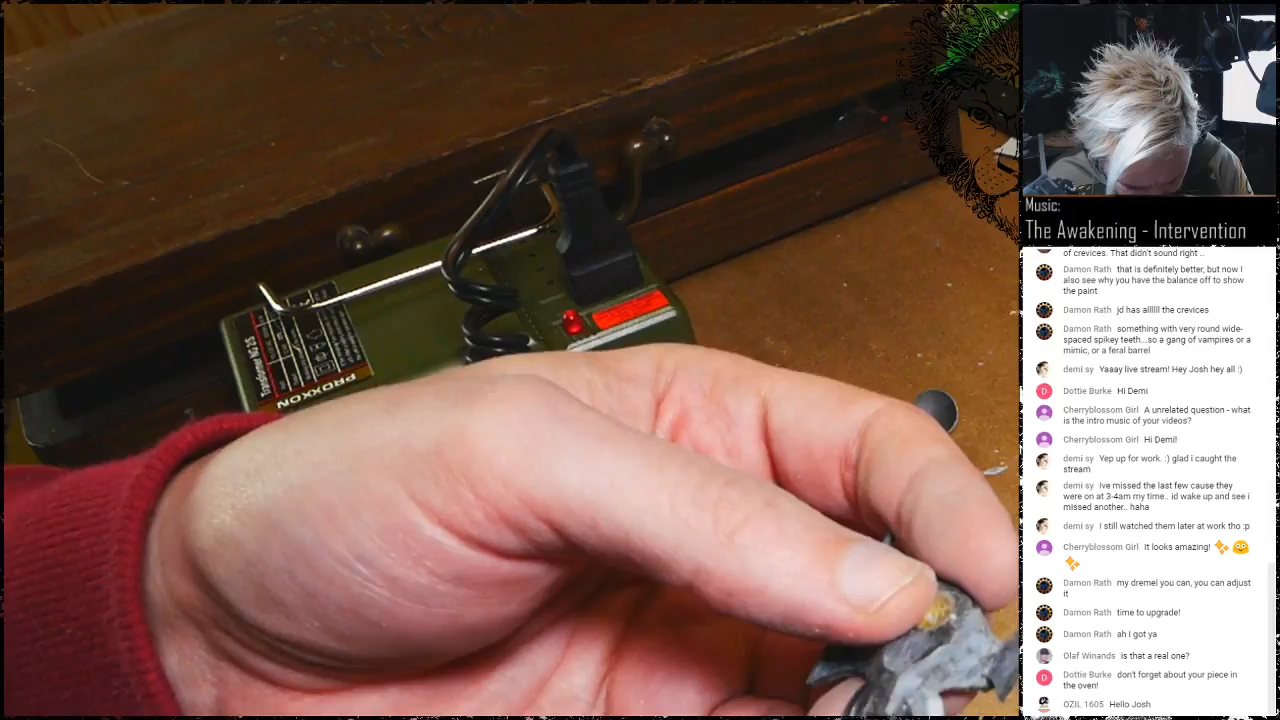 Transformer NG 2/S
PROXXON
Music:
The Awakening - Intervention
of crevices. That didn't sound right ..
Damon Rath that is definitely better, but now I
also see why you have the balance off to show
the paint
Damon Rath jd has allllll the crevices
Damon Rath something with very round wide-
spaced spikey teeth...so a gang of vampires or a
mimic, or a feral barrel
demi sy Yaaay live stream! Hey Josh hey all :)
D
Dottie Burke Hi Demi
Cherryblossom Girl A unrelated question - what
is the intro music of your videos?
Cherryblossom Girl Hi Demi!
demi sy Yep up for work. :) glad i caught the
stream
demi sy Ive missed the last few cause they
were on at 3-4am my time.. id wake up and see i
missed another.. haha
demi sy I still watched them later at work tho :p
Cherryblossom Girl It looks amazing! ✨ 🤗
✨
Damon Rath my dremel you can, you can adjust
it
Damon Rath time to upgrade!
Damon Rath ah I got ya
Olaf Winands is that a real one?
D
Dottie Burke don't forget about your piece in
the oven!
OZIL 1605 Hello Josh